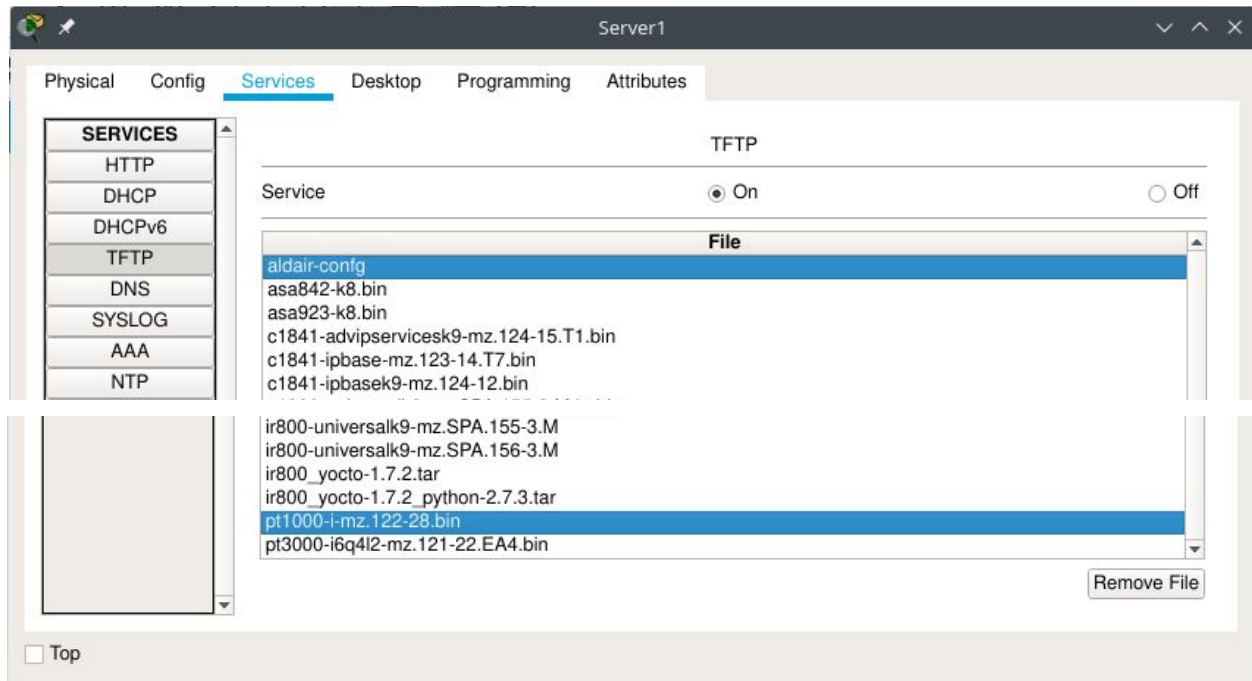 Server1
Physical Config Services Desktop Programming Attributes
SERVICES
HTTP
DHCP
DHCPv6
TFTP
DNS
SYSLOG
AAA
NTP
TFTP
Service On Off
File
aldair-confg
asa842-k8.bin
asa923-k8.bin
c1841-advipservicesk9-mz.124-15.T1.bin
c1841-ipbase-mz.123-14.T7.bin
c1841-ipbasek9-mz.124-12.bin
ir800-universalk9-mz.SPA.155-3.M
ir800-universalk9-mz.SPA.156-3.M
ir800_yocto-1.7.2.tar
ir800_yocto-1.7.2_python-2.7.3.tar
pt1000-i-mz.122-28.bin
pt3000-i6q4l2-mz.121-22.EA4.bin
Remove File
Top